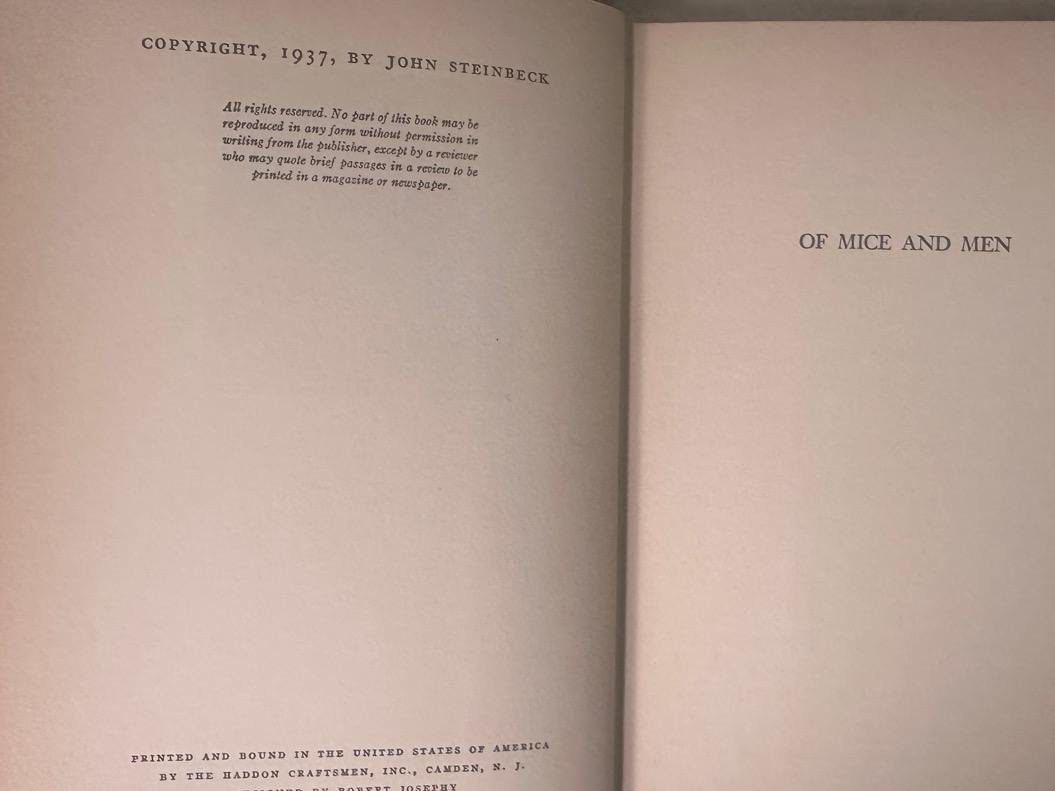 COPYRIGHT, 1937, BY JOHN STEINBECK
All rights reserved. No part of this book may be
reproduced in any form without permission in
writing from the publisher, except by a reviewer
who may quote brief passages in a review to be
printed in a magazine or newspaper.
PRINTED AND BOUND IN THE UNITED STATES OF AMERICA
BY THE HADDON CRAFTSMEN, INC., CAMDEN, N. J.
BY ROBERT JOSEPHY
OF MICE AND MEN